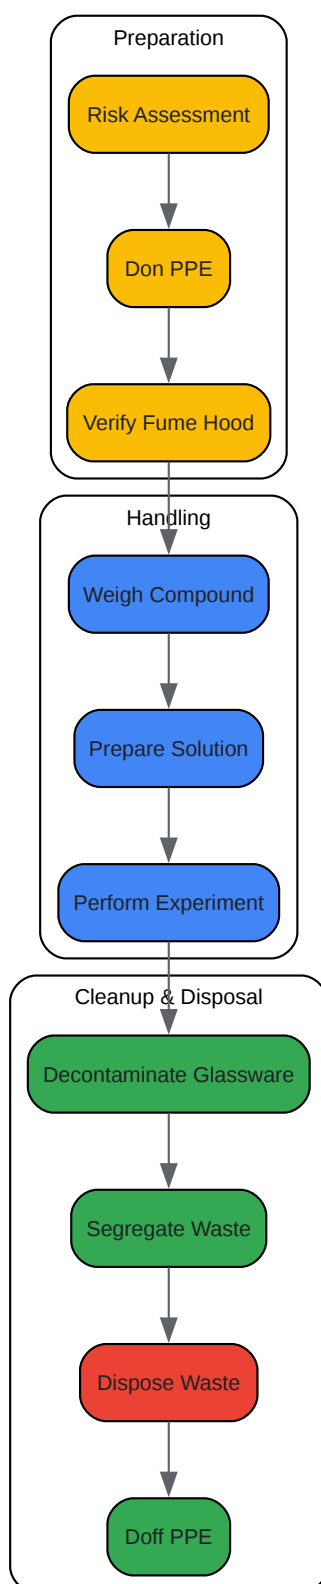 Preparation
Risk Assessment
Don PPE
Verify Fume Hood
Handling
Weigh Compound
Prepare Solution
Perform Experiment
Cleanup & Disposal
Decontaminate Glassware
Segregate Waste
Dispose Waste
Doff PPE